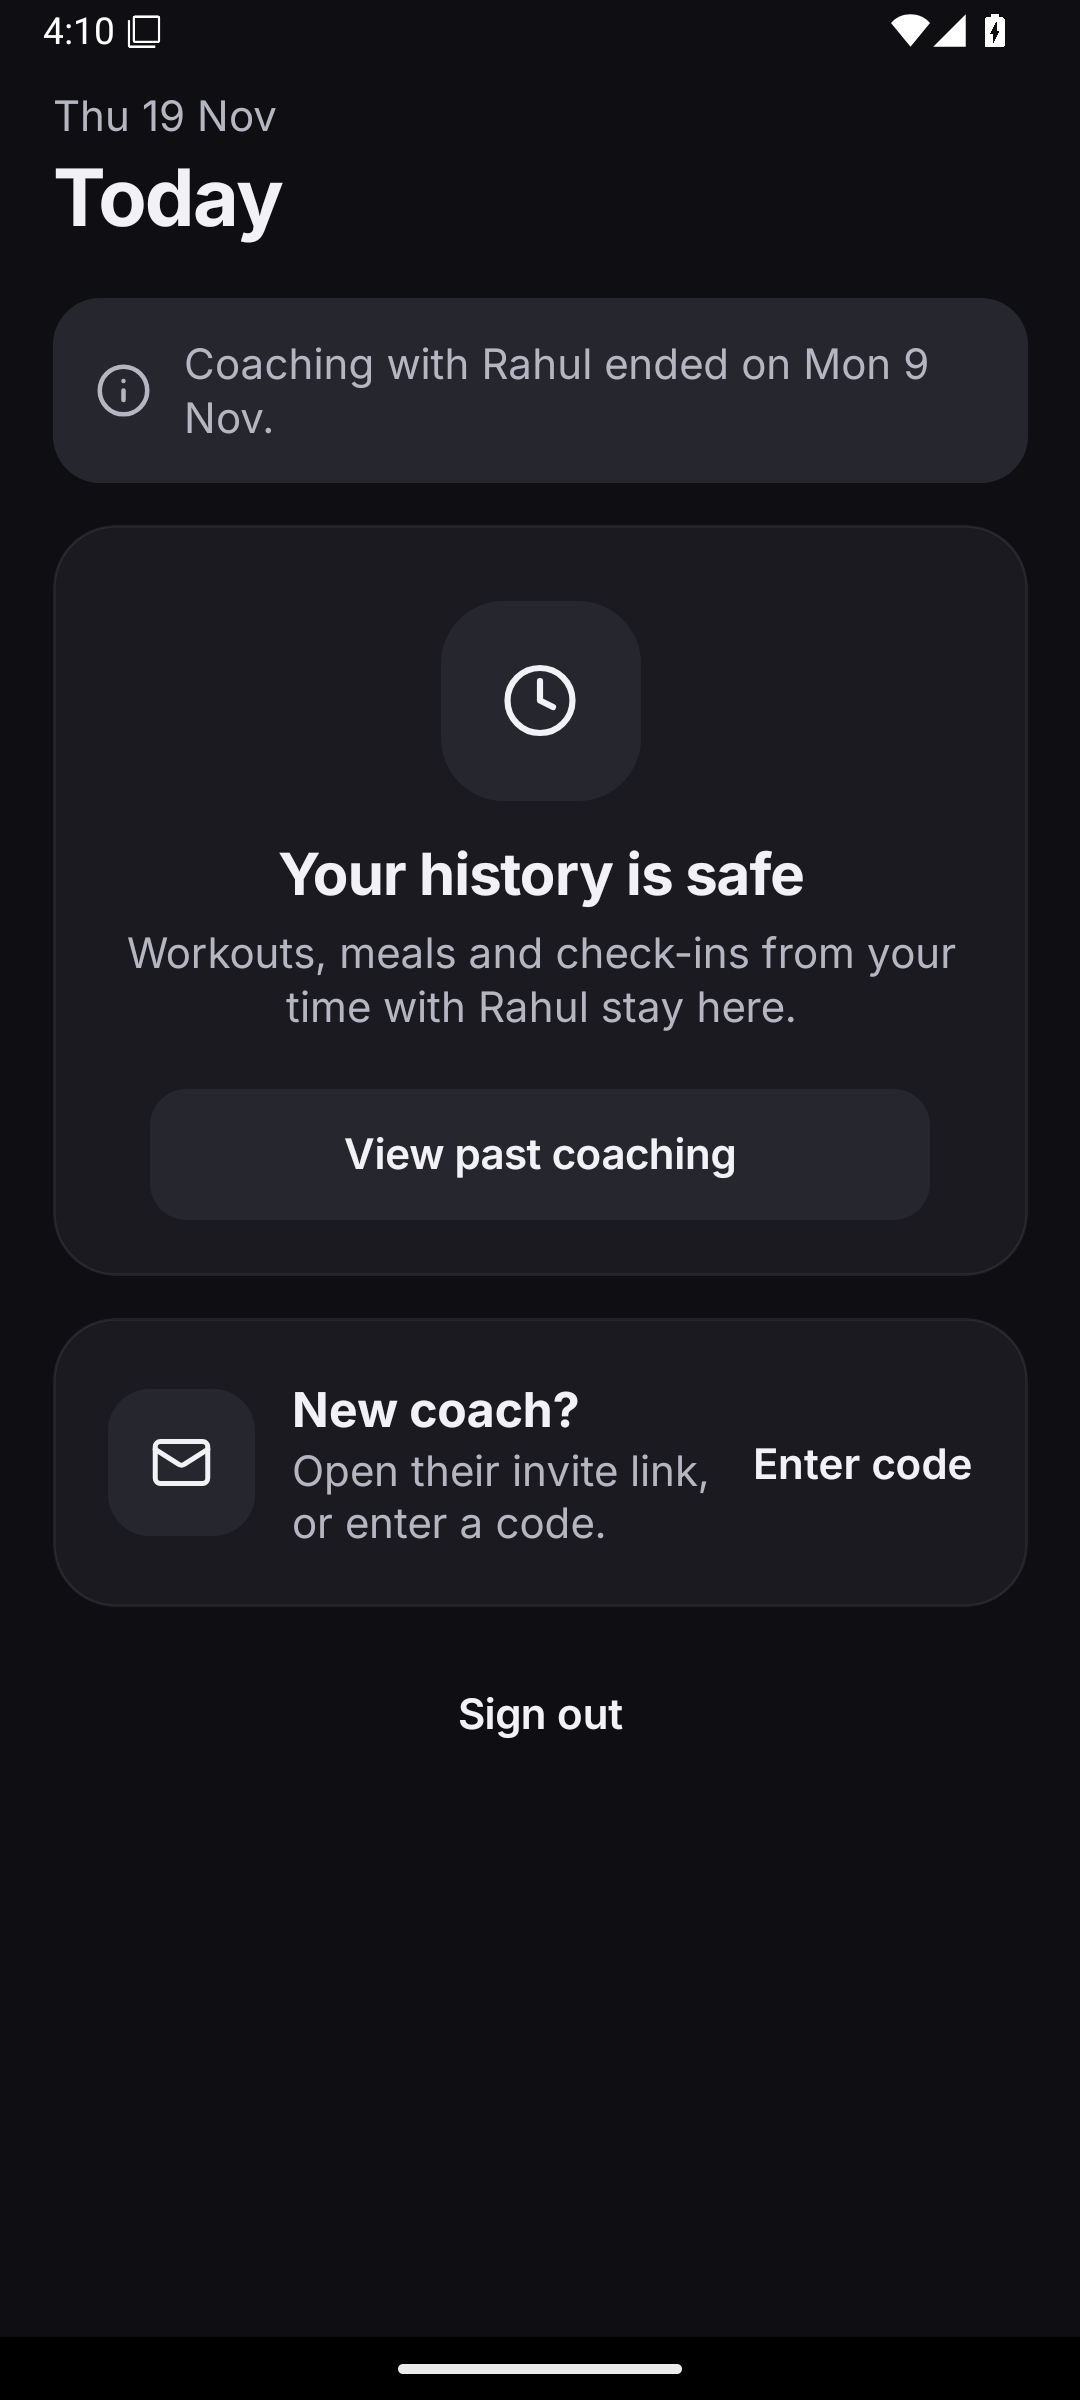 4:10
Thu 19 Nov
Today
Coaching with Rahul ended on Mon 9
Nov.
Your history is safe
Workouts, meals and check-ins from your
time with Rahul stay here.
View past coaching
New coach?
Open their invite link,
or enter a code.
Enter code
Sign out